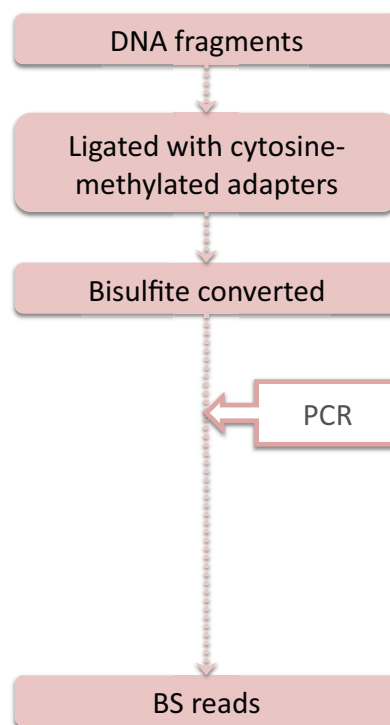 DNA fragments
Ligated with cytosine-
methylated adapters
Bisulfite converted
PCR
BS reads